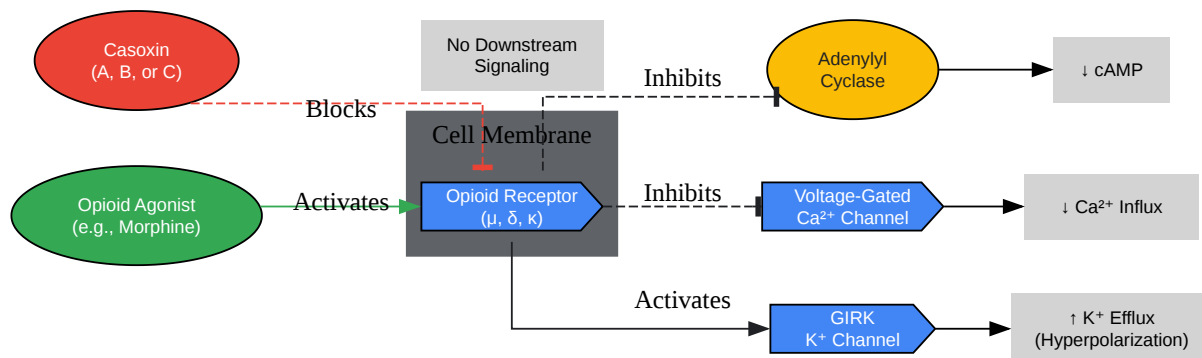 Casoxin
(A, B, or C)
No Downstream
Signaling
Adenylyl
Cyclase
↓ cAMP
Inhibits
Blocks
Cell Membrane
Opioid Agonist
(e.g., Morphine)
Activates
Opioid Receptor
(μ, δ, κ)
Inhibits
Voltage-Gated
Ca²⁺ Channel
↓ Ca²⁺ Influx
Activates
GIRK
K⁺ Channel
↑ K⁺ Efflux
(Hyperpolarization)